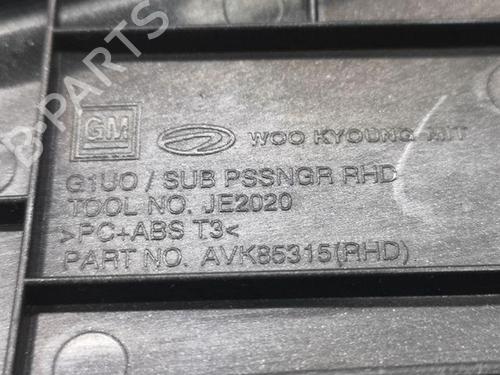 B-PARTS
GM WOO KYOUNG MIT
G1UO / SUB PSSNGR RHD
TOOL NO. JE2020
>PC+ABS T3<
PART NO. AVK85315(RHD)